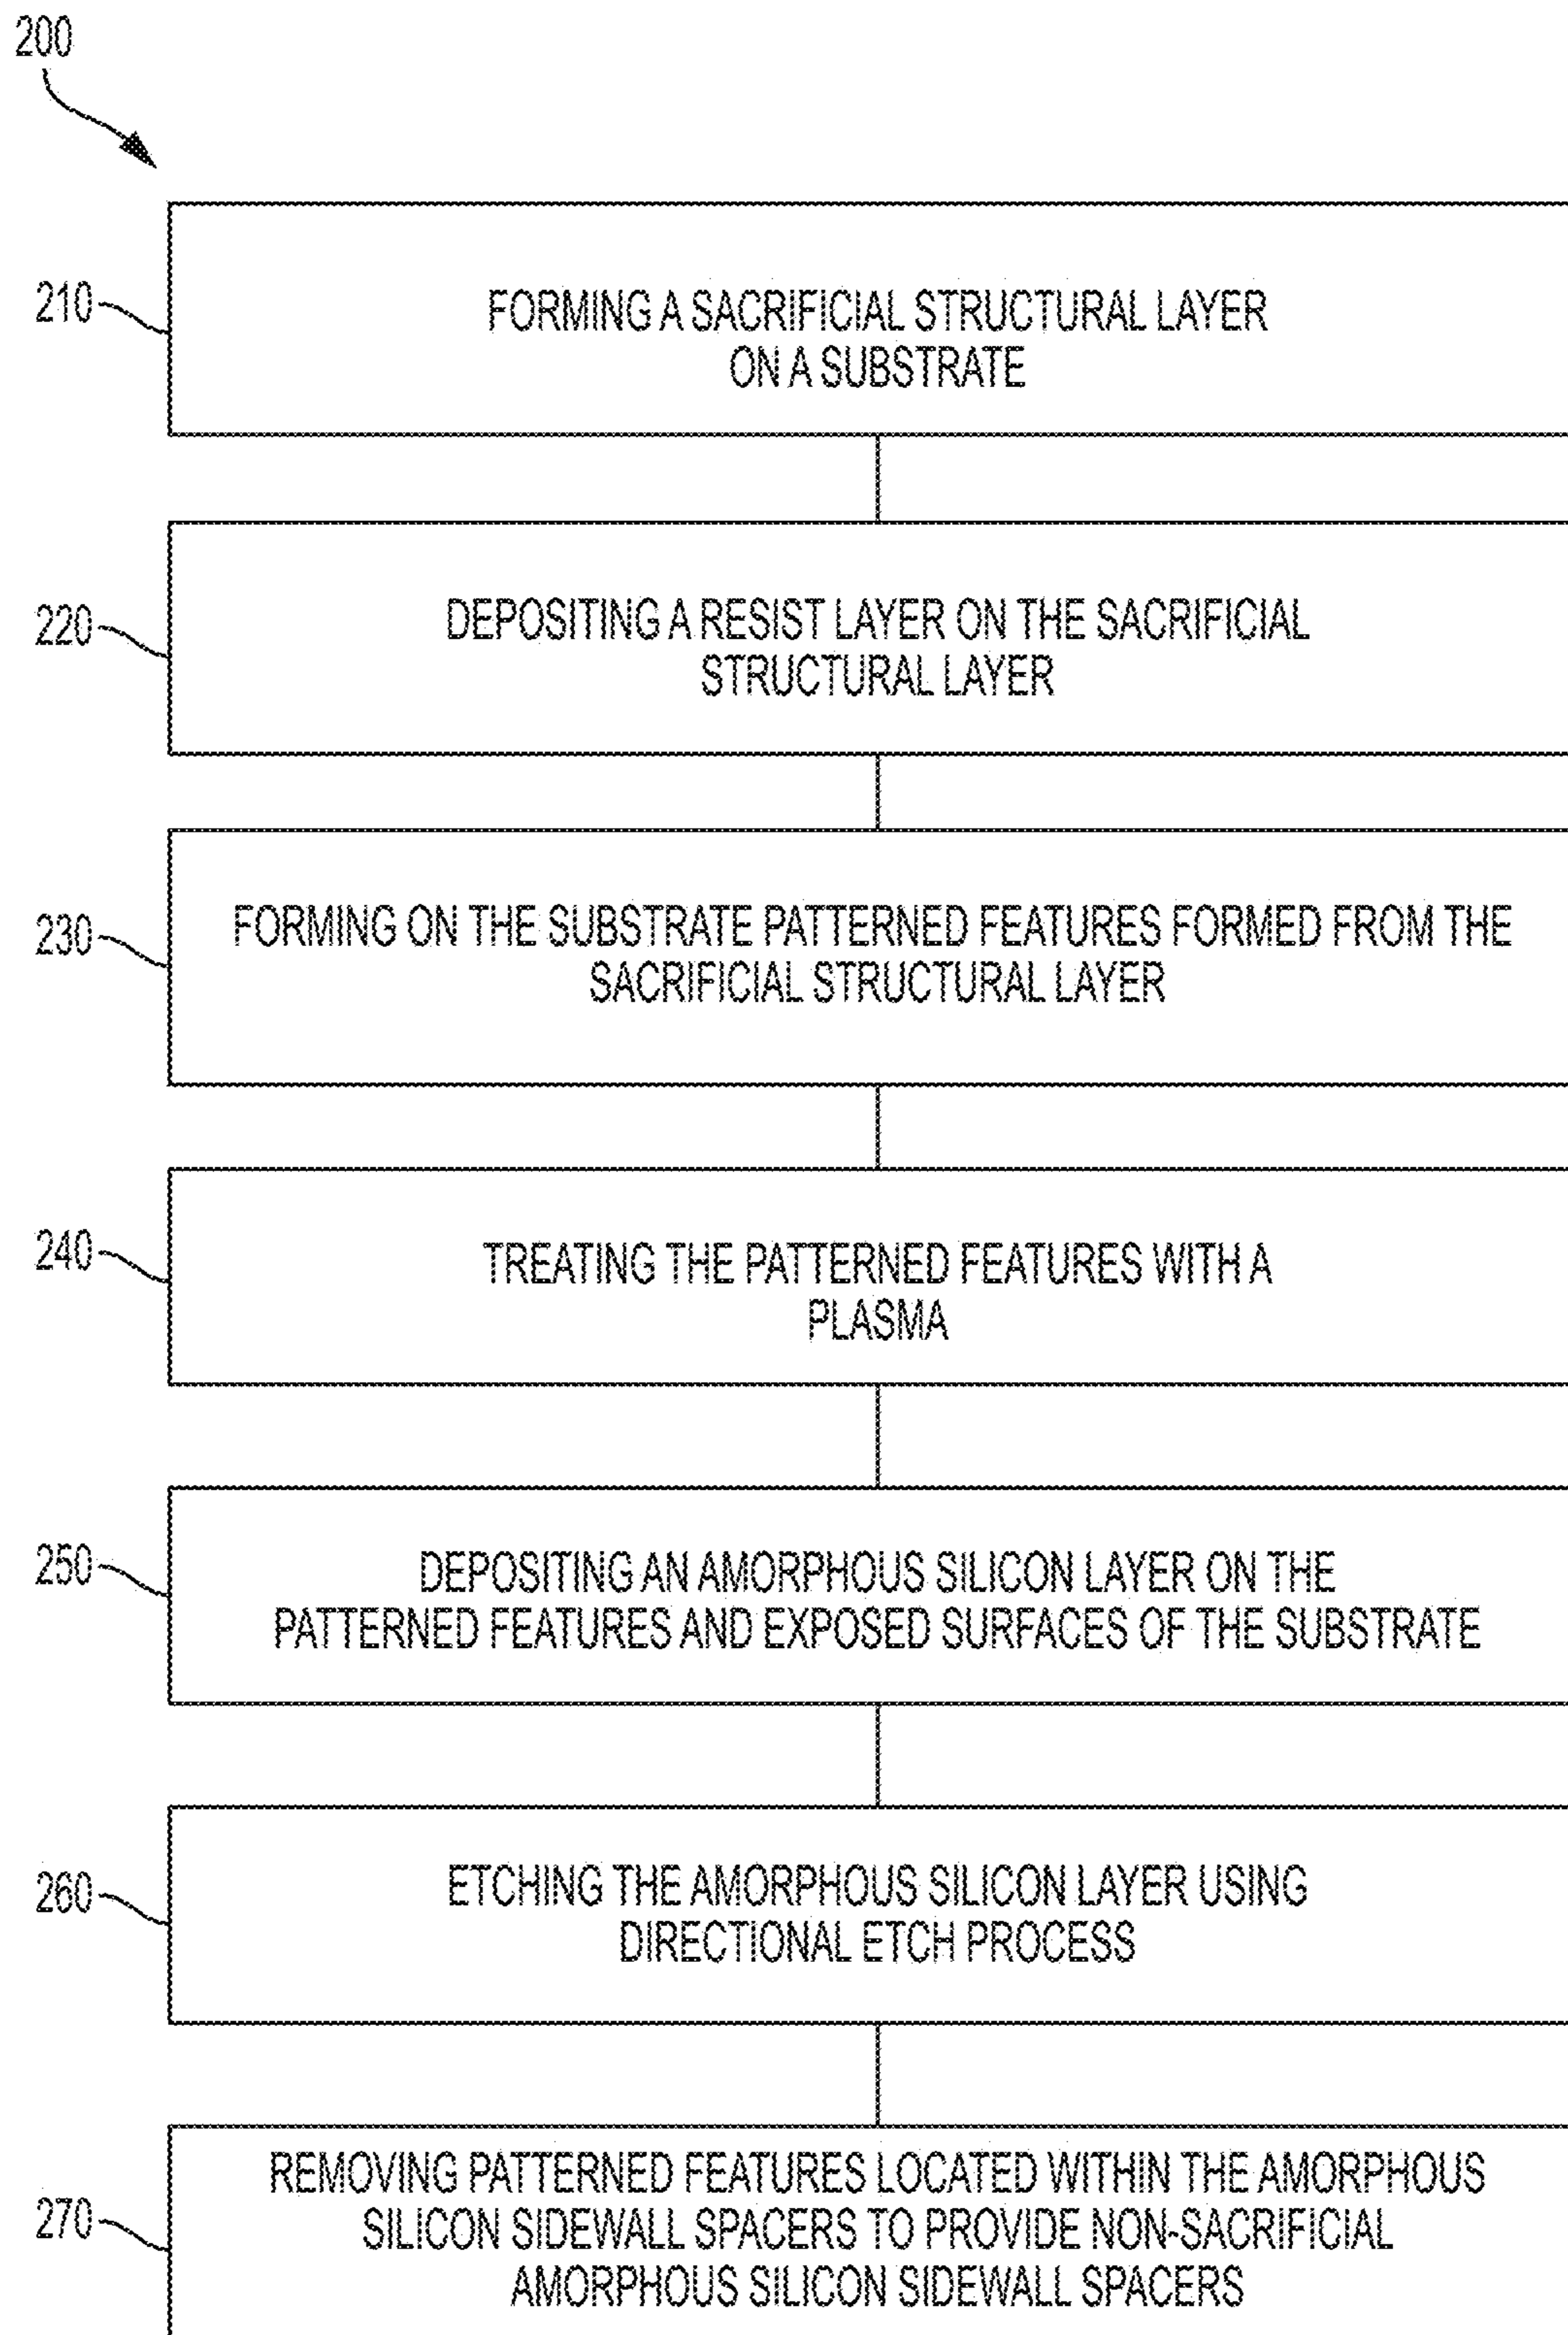 200
210
FORMING A SACRIFICIAL STRUCTURAL LAYER
ON A SUBSTRATE
220
DEPOSITING A RESIST LAYER ON THE SACRIFICIAL
STRUCTURAL LAYER
230
FORMING ON THE SUBSTRATE PATTERNED FEATURES FORMED FROM THE
SACRIFICIAL STRUCTURAL LAYER
240
TREATING THE PATTERNED FEATURES WITH A
PLASMA
250
DEPOSITING AN AMORPHOUS SILICON LAYER ON THE
PATTERNED FEATURES AND EXPOSED SURFACES OF THE SUBSTRATE
260
ETCHING THE AMORPHOUS SILICON LAYER USING
DIRECTIONAL ETCH PROCESS
270
REMOVING PATTERNED FEATURES LOCATED WITHIN THE AMORPHOUS
SILICON SIDEWALL SPACERS TO PROVIDE NON-SACRIFICIAL
AMORPHOUS SILICON SIDEWALL SPACERS